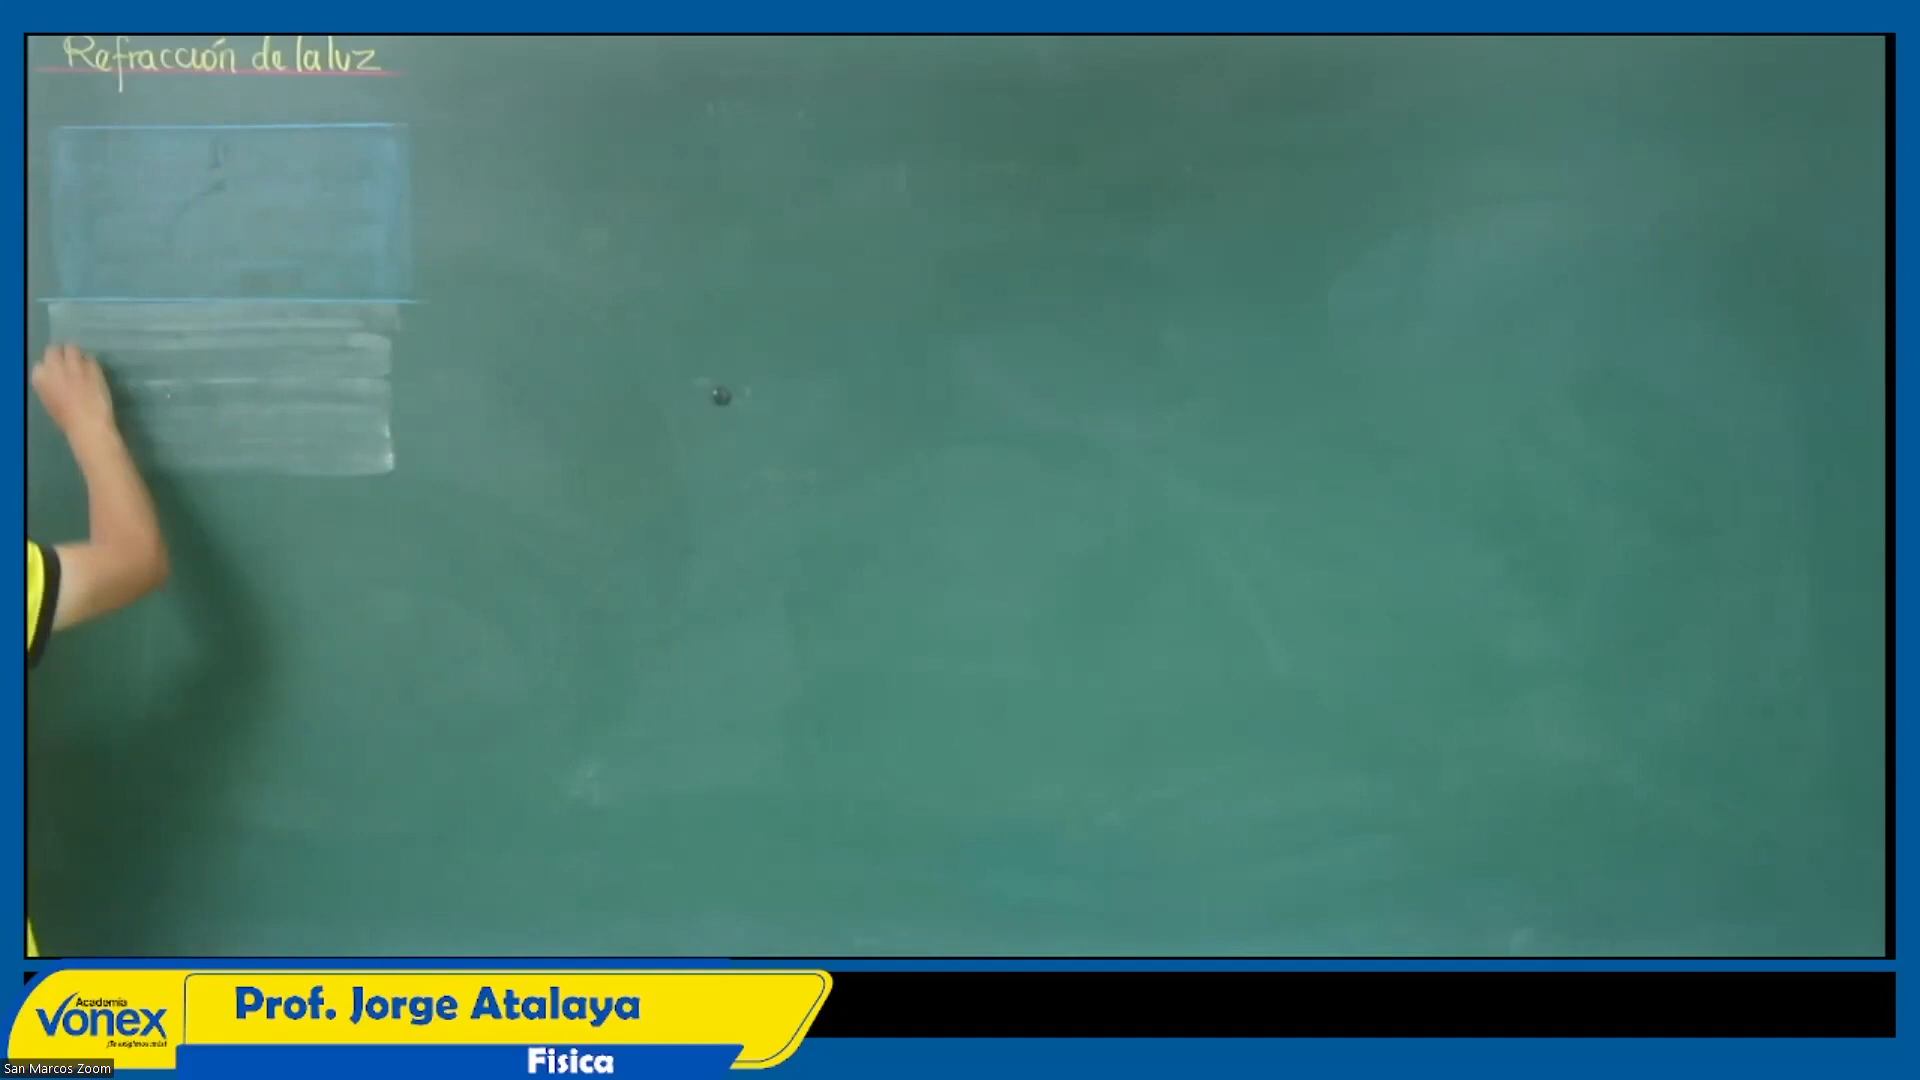 Refracción de la luz
Academia
Vonex
Prof. Jorge Atalaya
Fisica
San Marcos Zoom